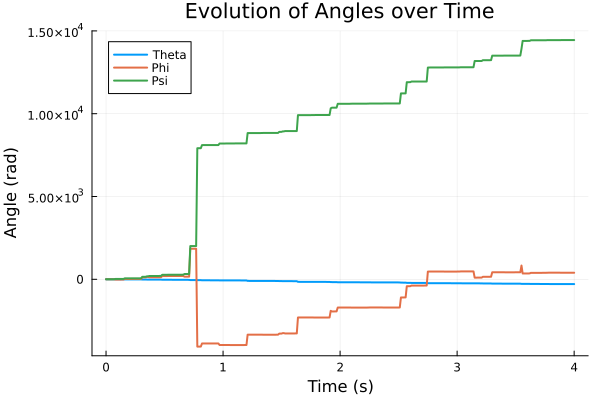 Evolution of Angles over Time
1.50×10⁴
Theta
Phi
Psi
1.00×10⁴
5.00×10³
0
Angle (rad)
0 1 2 3 4
Time (s)